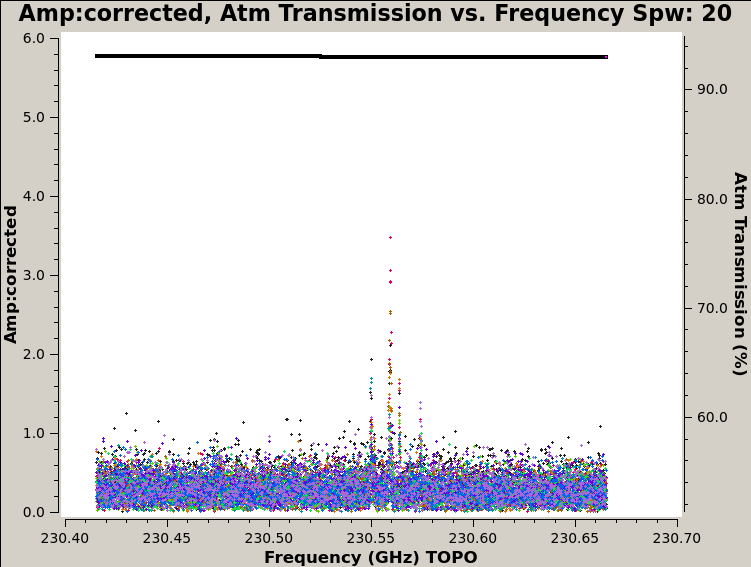 Amp:corrected, Atm Transmission vs. Frequency Spw: 20
6.0
5.0
4.0
3.0
2.0
1.0
0.0
Amp:corrected
90.0
80.0
70.0
60.0
Atm Transmission (%)
230.40 230.45 230.50 230.55 230.60 230.65 230.70
Frequency (GHz) TOPO